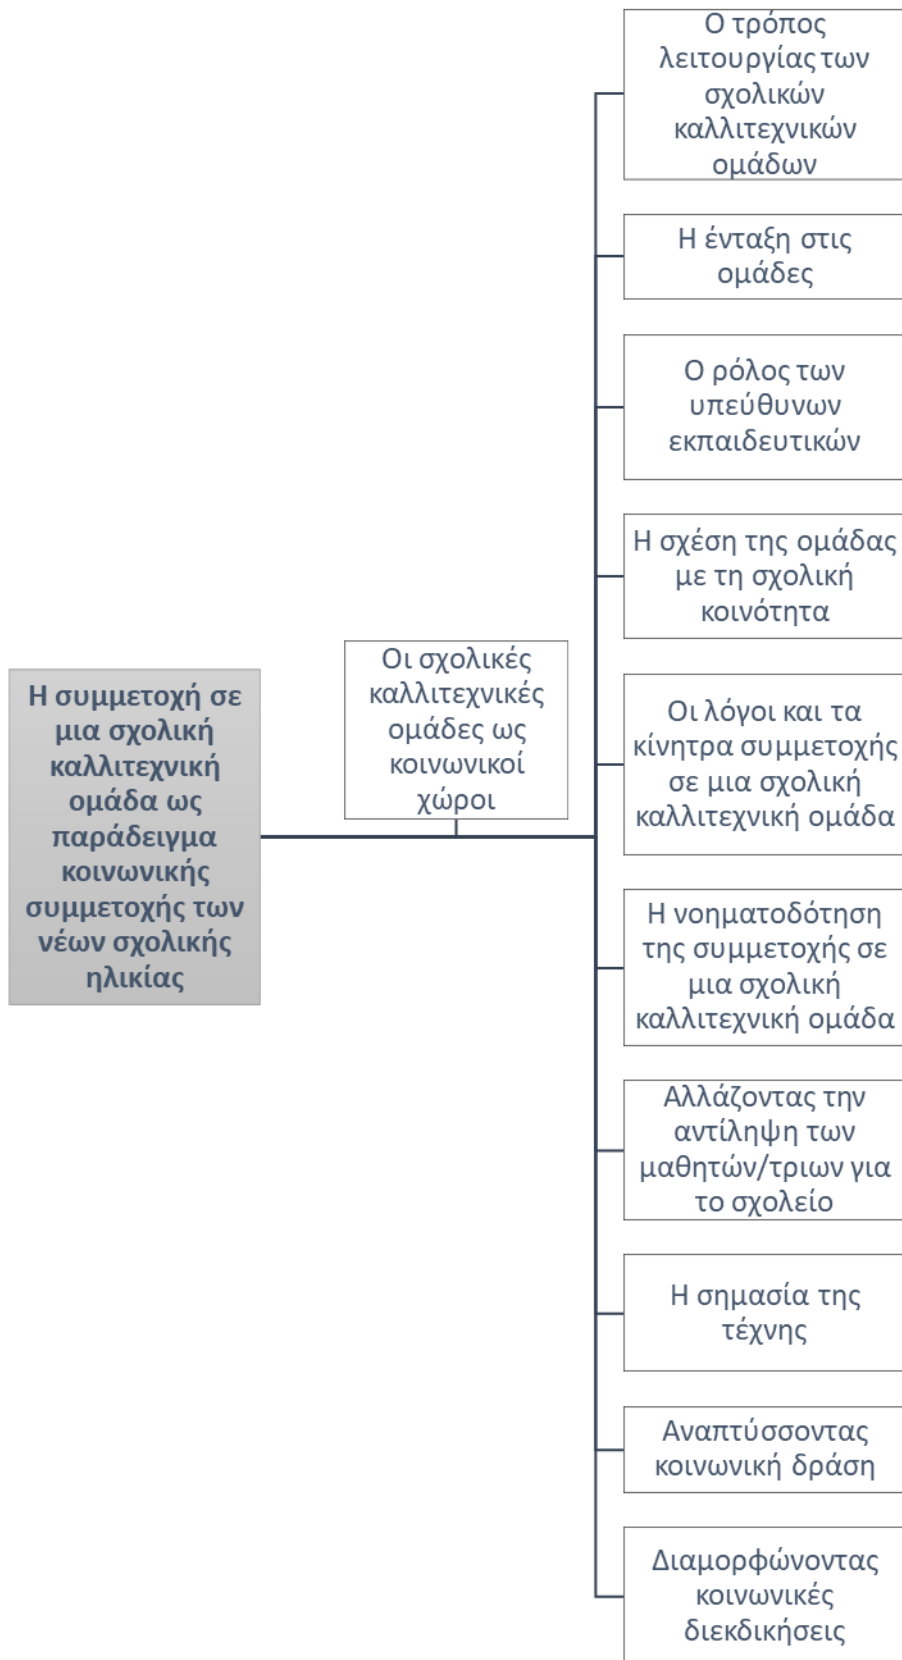 Η συμμετοχή σε
μια σχολική
καλλιτεχνική
ομάδα ως
παράδειγμα
κοινωνικής
συμμετοχής των
νέων σχολικής
ηλικίας
Οι σχολικές
καλλιτεχνικές
ομάδες ως
κοινωνικοί
χώροι
Ο τρόπος
λειτουργίας των
σχολικών
καλλιτεχνικών
ομάδων
Η ένταξη στις
ομάδες
Ο ρόλος των
υπεύθυνων
εκπαιδευτικών
Η σχέση της ομάδας
με τη σχολική
κοινότητα
Οι λόγοι και τα
κίνητρα συμμετοχής
σε μια σχολική
καλλιτεχνική ομάδα
Η νοηματοδότηση
της συμμετοχής σε
μια σχολική
καλλιτεχνική ομάδα
Αλλάζοντας την
αντίληψη των
μαθητών/τριων για
το σχολείο
Η σημασία της
τέχνης
Αναπτύσσοντας
κοινωνική δράση
Διαμορφώνοντας
κοινωνικές
διεκδικήσεις